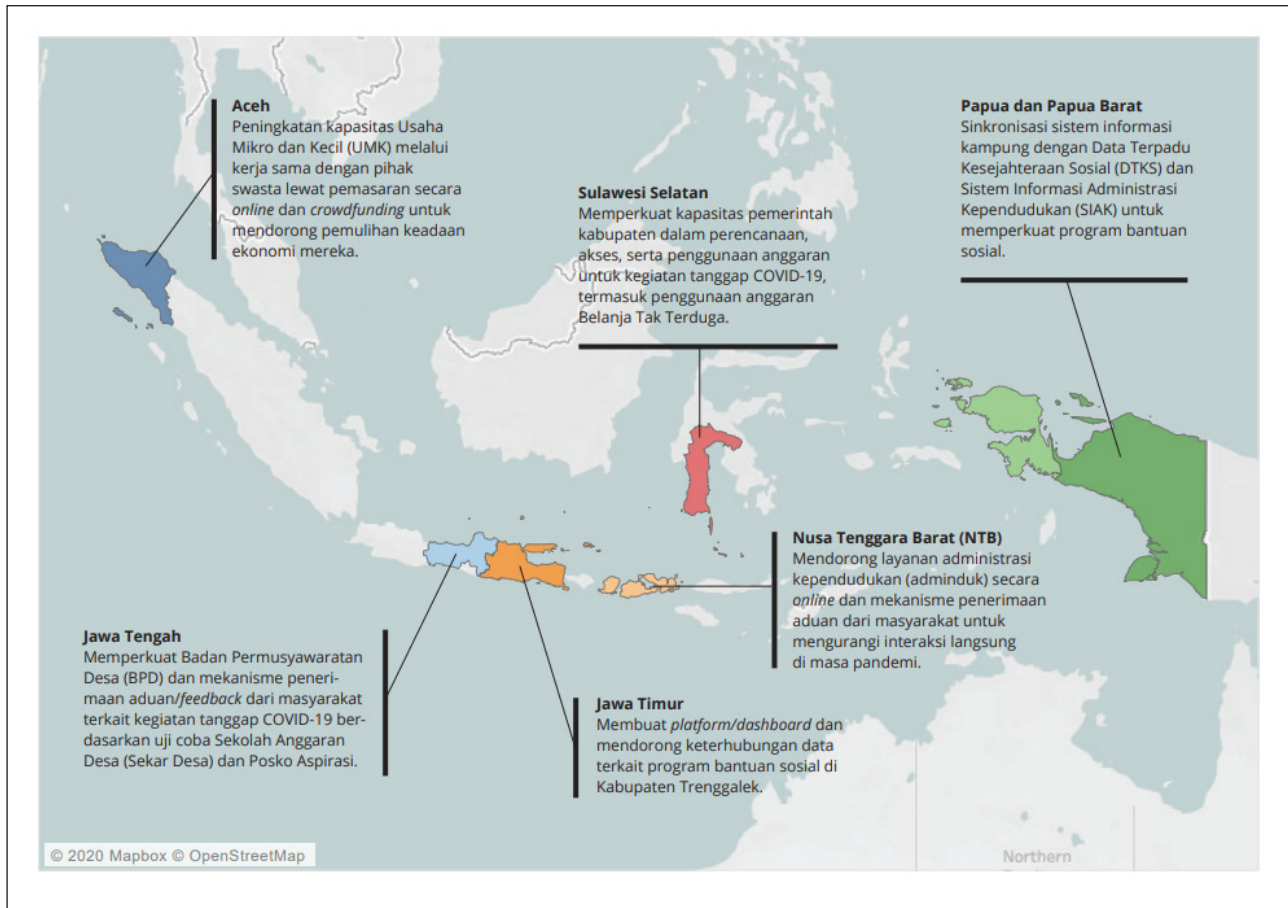 Aceh
Peningkatan kapasitas Usaha
Mikro dan Kecil (UMK) melalui
kerja sama dengan pihak
swasta lewat pemasaran secara
online dan crowdfunding untuk
mendorong pemulihan keadaan
ekonomi mereka.
Sulawesi Selatan
Memperkuat kapasitas pemerintah
kabupaten dalam perencanaan,
akses, serta penggunaan anggaran
untuk kegiatan tanggap COVID-19,
termasuk penggunaan anggaran
Belanja Tak Terduga.
Papua dan Papua Barat
Sinkronisasi sistem informasi
kampung dengan Data Terpadu
Kesejahteraan Sosial (DTKS) dan
Sistem Informasi Administrasi
Kependudukan (SIAK) untuk
memperkuat program bantuan
sosial.
Nusa Tenggara Barat (NTB)
Mendorong layanan administrasi
kependudukan (adminduk) secara
online dan mekanisme penerimaan
aduan dari masyarakat untuk
mengurangi interaksi langsung
di masa pandemi.
Jawa Tengah
Memperkuat Badan Permusyawaratan
Desa (BPD) dan mekanisme peneri-
maan aduan/feedback dari masyarakat
terkait kegiatan tanggap COVID-19 ber-
dasarkan uji coba Sekolah Anggaran
Desa (Sekar Desa) dan Posko Aspirasi.
Jawa Timur
Membuat platform/dashboard dan
mendorong keterhubungan data
terkait program bantuan sosial di
Kabupaten Trenggalek.
© 2020 Mapbox © OpenStreetMap
Northern